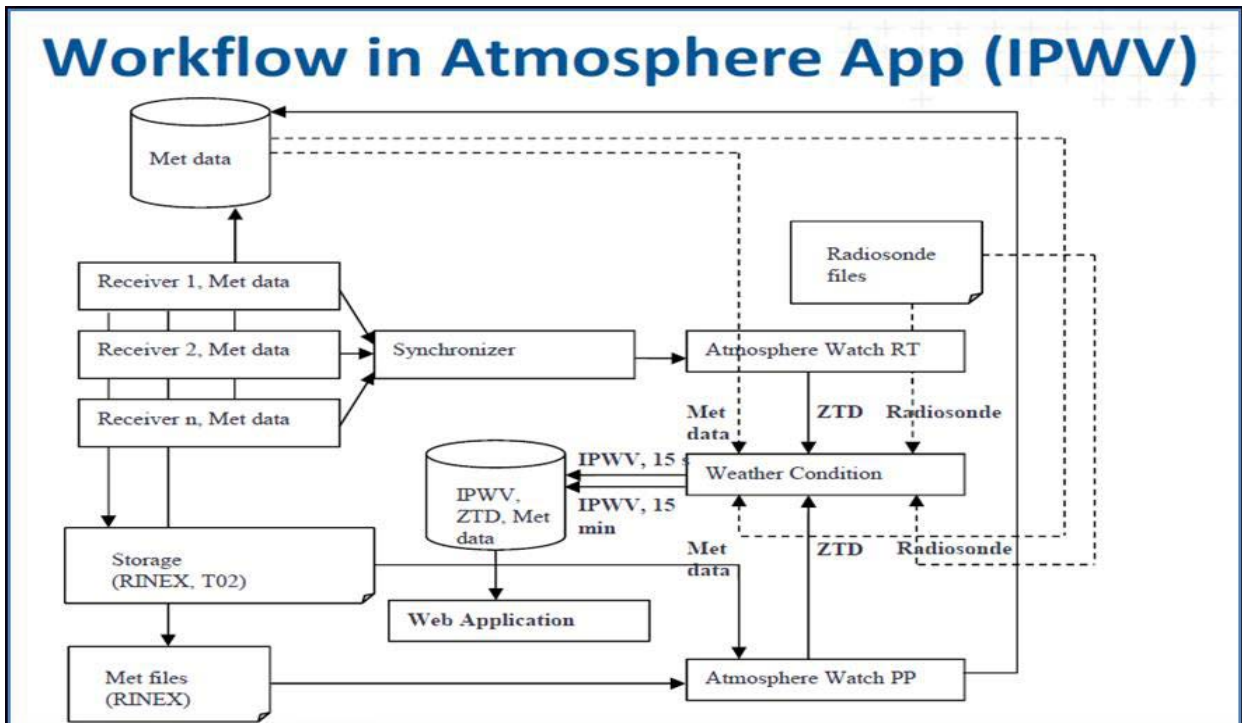 Workflow in Atmosphere App (IPWV)
Met data
Radiosonde
files
Receiver 1, Met data
Receiver 2, Met data
Receiver n, Met data
Synchronizer
Atmosphere Watch RT
Met
data
ZTD
Radiosonde
IPWV, 15 s
IPWV, 15
min
Weather Condition
IPWV,
ZTD, Met
data
Met
data
ZTD
Radiosonde
Storage
(RINEX, T02)
Web Application
Met files
(RINEX)
Atmosphere Watch PP